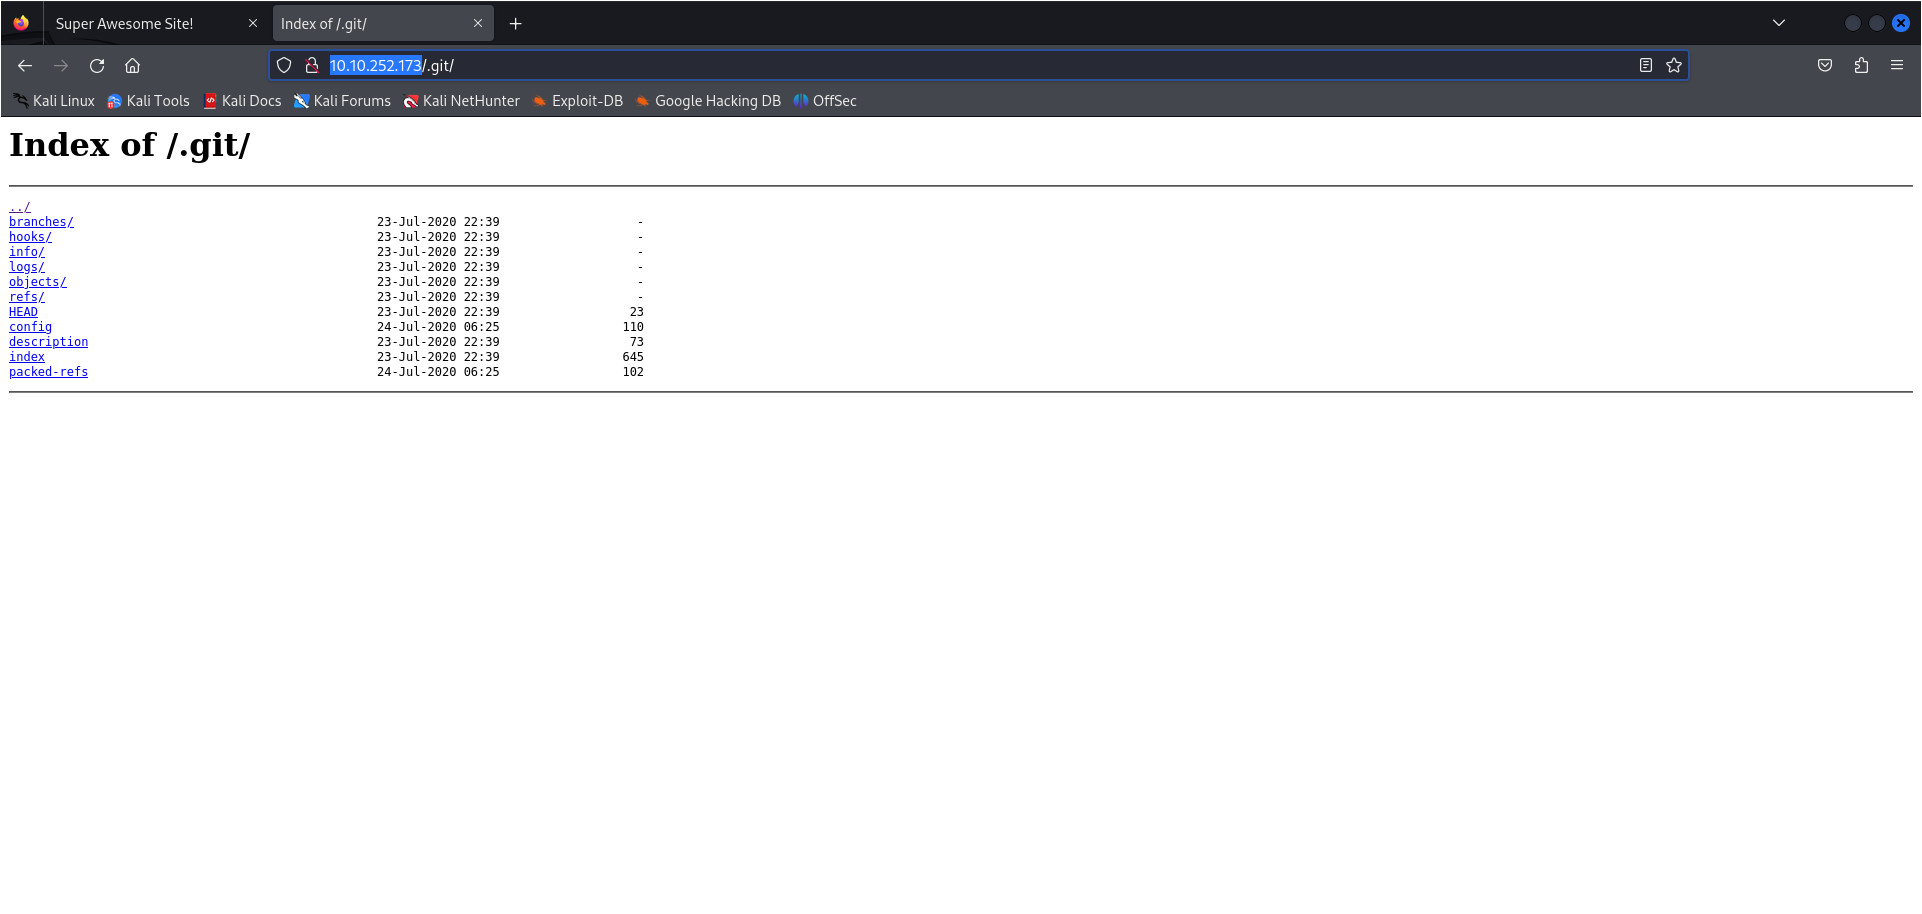 Super Awesome Site!
Index of /.git/
10.10.252.173/.git/
Kali Linux Kali Tools Kali Docs Kali Forums Kali NetHunter Exploit-DB Google Hacking DB OffSec
Index of /.git/
../
branches/ 23-Jul-2020 22:39 -
hooks/ 23-Jul-2020 22:39 -
info/ 23-Jul-2020 22:39 -
logs/ 23-Jul-2020 22:39 -
objects/ 23-Jul-2020 22:39 -
refs/ 23-Jul-2020 22:39 -
HEAD 23-Jul-2020 22:39 23
config 24-Jul-2020 06:25 110
description 23-Jul-2020 22:39 73
index 23-Jul-2020 22:39 645
packed-refs 24-Jul-2020 06:25 102